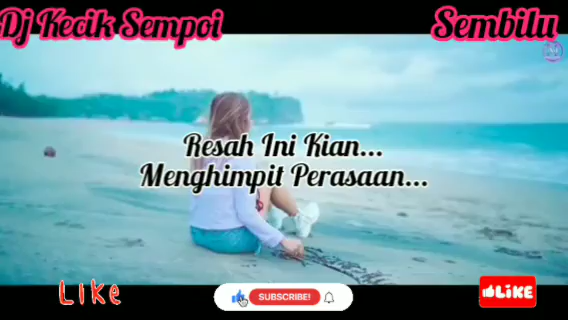 Dj Kecik Sempoi
Sembilu
Resah Ini Kian...
Menghimpit Perasaan...
LIKe
SUBSCRIBE!
LIKE